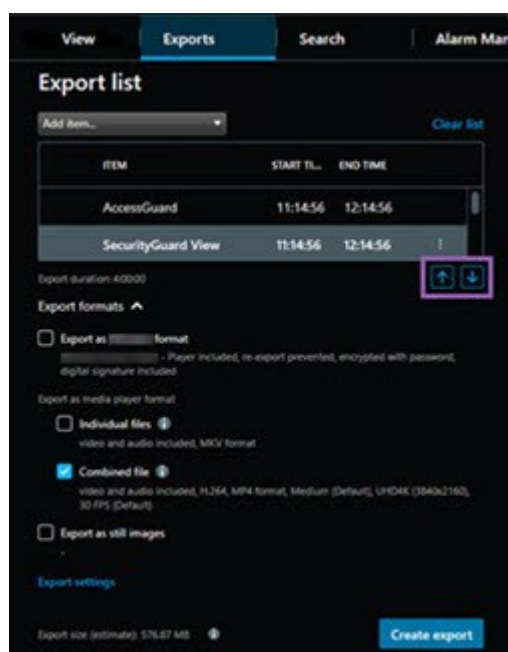 View Exports Search Alarm Mar
Export list
Add item... Clear list
ITEM START TI... END TIME
AccessGuard 11:14:56 12:14:56
SecurityGuard View 11:14:56 12:14:56
Export duration: 4:00:00
Export formats
Export as format
- Player included, re-export prevented, encrypted with password,
digital signature included
Export as media player format
Individual files
video and audio included, MKV format
Combined file
video and audio included, H.264, MP4 format, Medium (Default), UHD4K (3840x2160),
30 FPS (Default)
Export as still images
-
Export settings
Export size (estimate): 576.87 MB
Create export